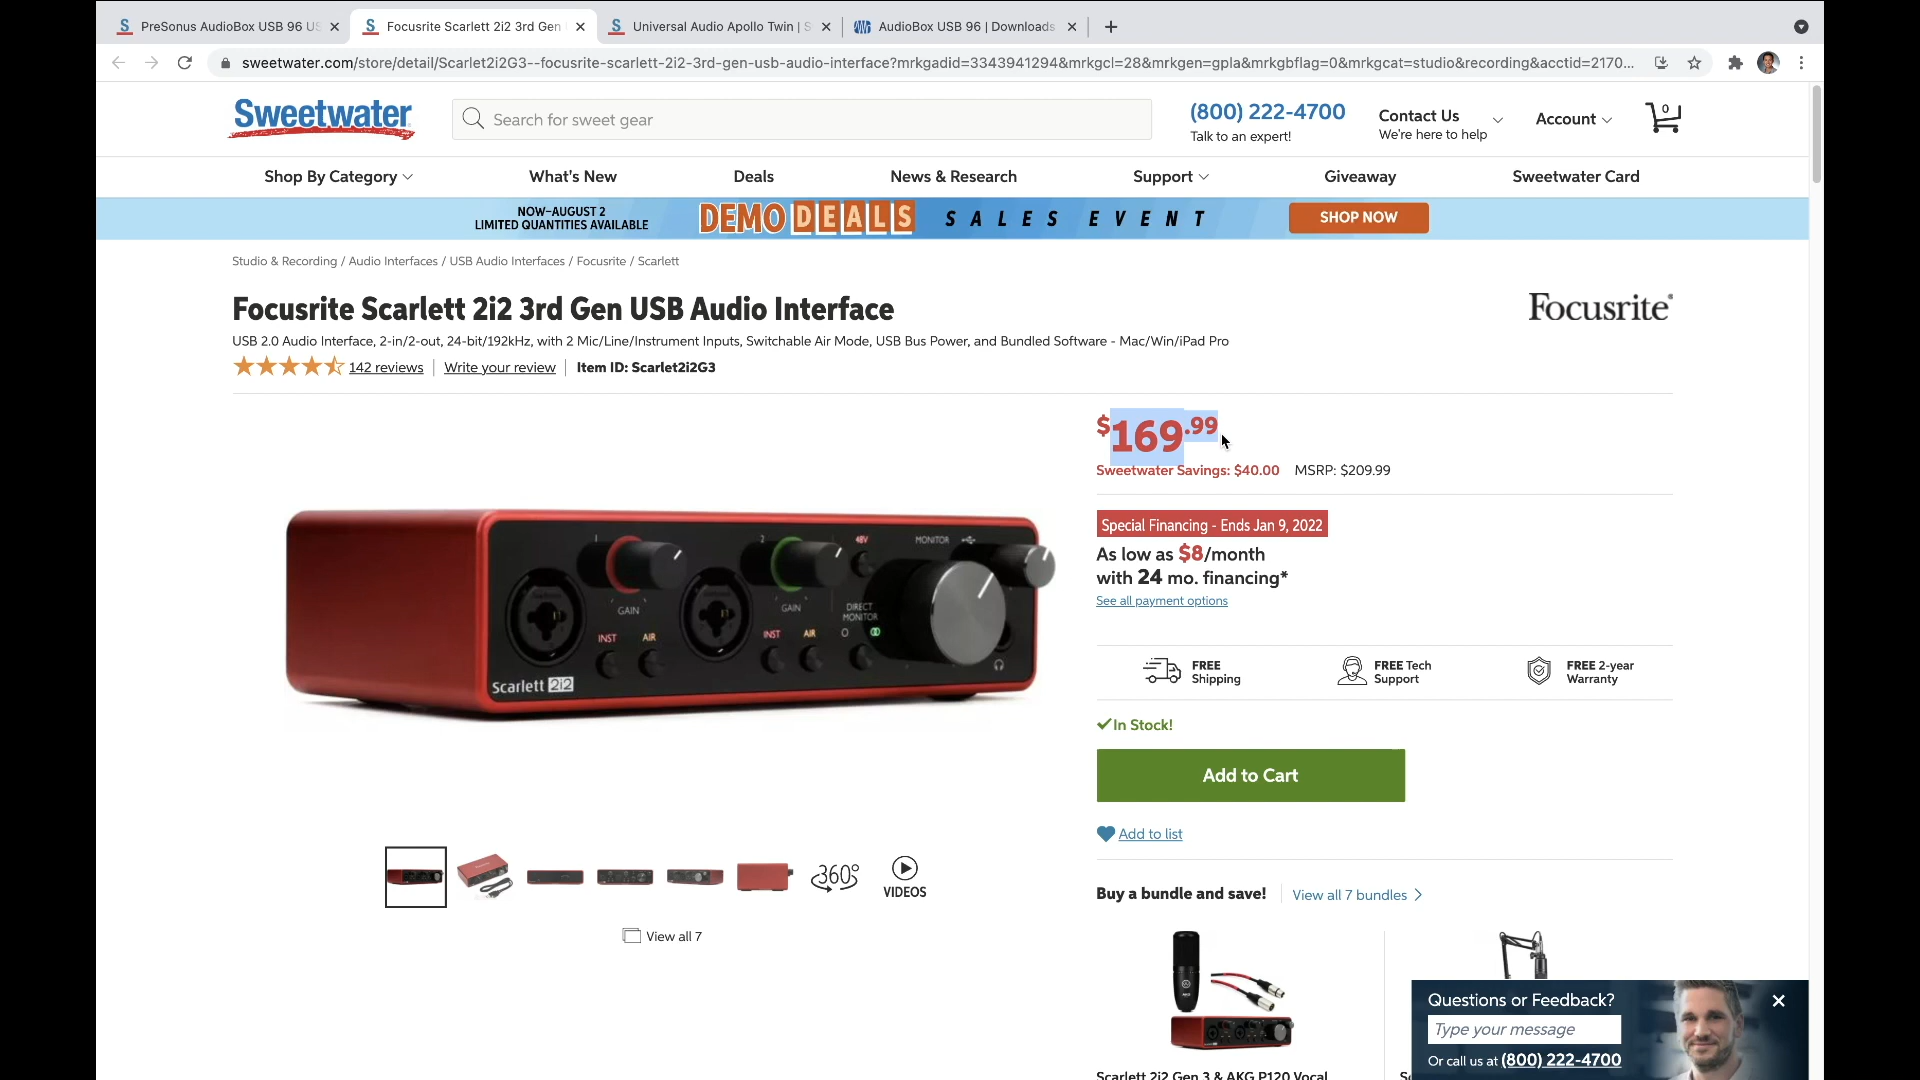 PreSonus AudioBox USB 96 US
Focusrite Scarlett 2i2 3rd Gen
Universal Audio Apollo Twin | S
AudioBox USB 96 | Downloads
sweetwater.com/store/detail/Scarlet2i2G3--focusrite-scarlett-2i2-3rd-gen-usb-audio-interface?mrkgadid=3343941294&mrkgcl=28&mrkgen=gpla&mrkgbflag=0&mrkgcat=studio&recording&acctid=2170...
Sweetwater
Search for sweet gear
(800) 222-4700
Talk to an expert!
Contact Us
We're here to help
Account
0
Shop By Category
What's New
Deals
News & Research
Support
Giveaway
Sweetwater Card
NOW–AUGUST 2
LIMITED QUANTITIES AVAILABLE
DEMO DEALS SALES EVENT
SHOP NOW
Studio & Recording / Audio Interfaces / USB Audio Interfaces / Focusrite / Scarlett
Focusrite Scarlett 2i2 3rd Gen USB Audio Interface
Focusrite
USB 2.0 Audio Interface, 2-in/2-out, 24-bit/192kHz, with 2 Mic/Line/Instrument Inputs, Switchable Air Mode, USB Bus Power, and Bundled Software - Mac/Win/iPad Pro
142 reviews
Write your review
Item ID: Scarlet2i2G3
$169.99
Sweetwater Savings: $40.00 MSRP: $209.99
Special Financing - Ends Jan 9, 2022
As low as $8/month
with 24 mo. financing*
See all payment options
FREE
Shipping
FREE Tech
Support
FREE 2-year
Warranty
In Stock!
Add to Cart
Add to list
1
2
48V
MONITOR
GAIN
GAIN
DIRECT
MONITOR
INST
AIR
INST
AIR
Scarlett 2i2
360°
VIDEOS
View all 7
Buy a bundle and save!
View all 7 bundles
Scarlett 2i2 Gen 3 & AKG P120 Vocal
Questions or Feedback?
Type your message
Or call us at (800) 222-4700